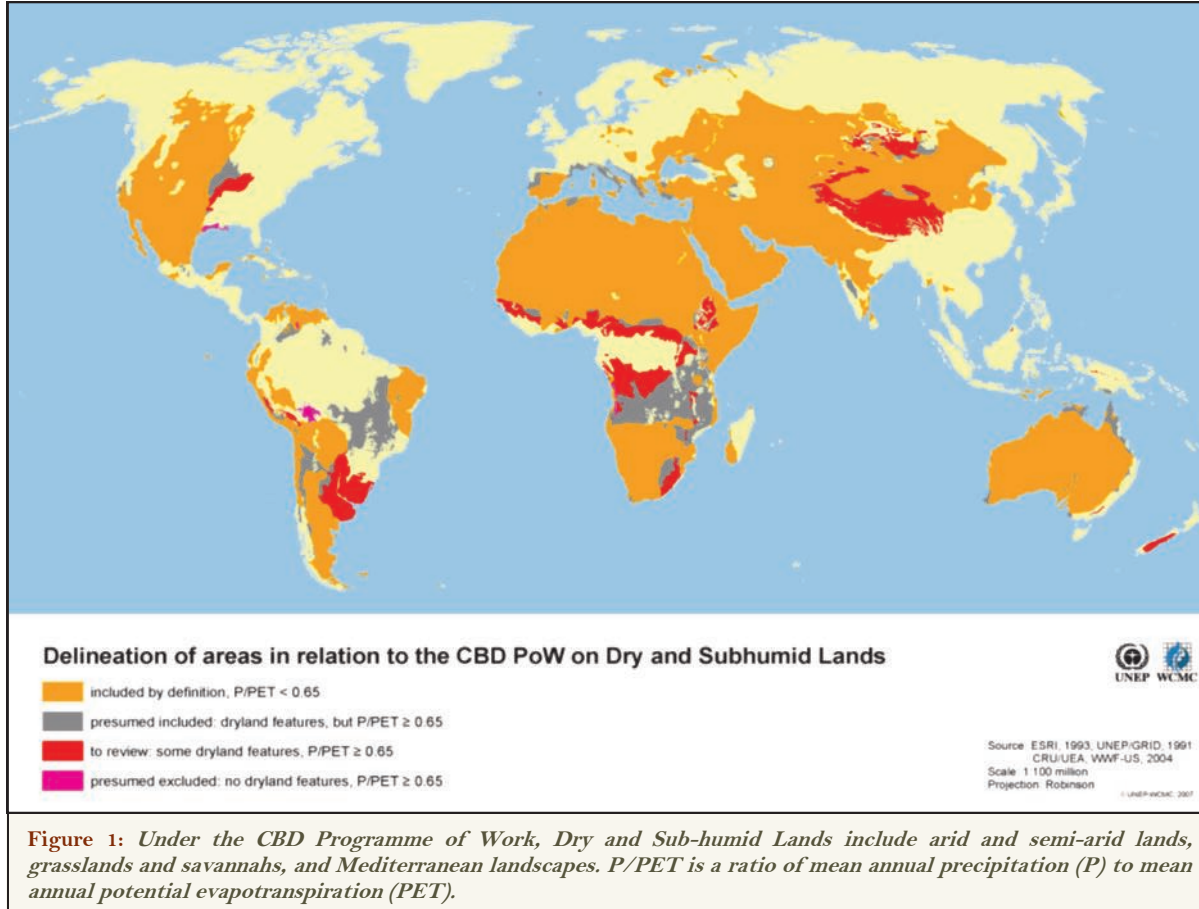 Delineation of areas in relation to the CBD PoW on Dry and Subhumid Lands
included by definition, P/PET < 0.65
presumed included: dryland features, but P/PET ≥ 0.65
to review: some dryland features, P/PET ≥ 0.65
presumed excluded: no dryland features, P/PET ≥ 0.65
UNEP WCMC
Source: ESRI, 1993, UNEP/GRID, 1991
CRU/UEA, WWF-US, 2004
Scale: 1:100 million
Projection: Robinson
© UNEP-WCMC, 2007
Figure 1: Under the CBD Programme of Work, Dry and Sub-humid Lands include arid and semi-arid lands,
grasslands and savannahs, and Mediterranean landscapes. P/PET is a ratio of mean annual precipitation (P) to mean
annual potential evapotranspiration (PET).